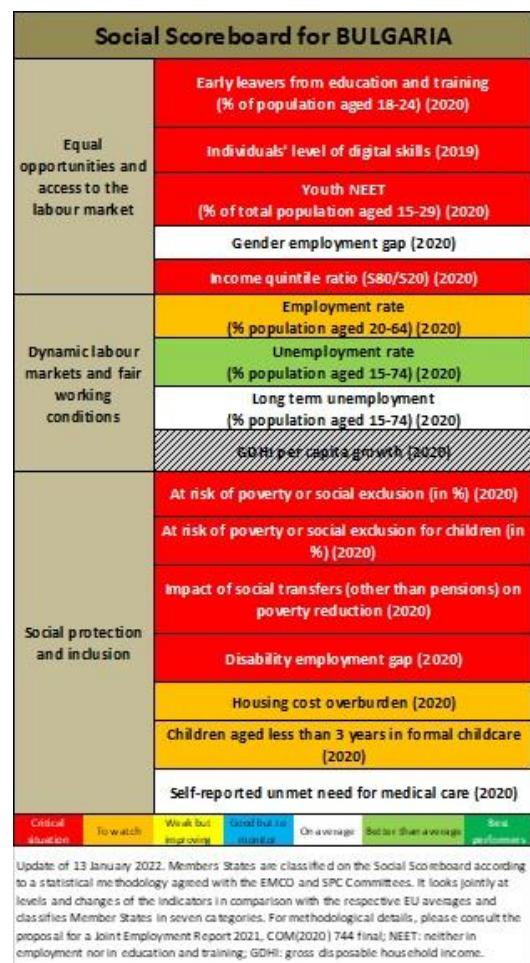 Social Scoreboard for BULGARIA
Equal
opportunities and
access to the
labour market
Early leavers from education and training
(% of population aged 18-24) (2020)
Individuals' level of digital skills (2019)
Youth NEET
(% of total population aged 15-29) (2020)
Gender employment gap (2020)
Income quintile ratio (S80/S20) (2020)
Dynamic labour
markets and fair
working
conditions
Employment rate
(% population aged 20-64) (2020)
Unemployment rate
(% population aged 15-74) (2020)
Long term unemployment
(% population aged 15-74) (2020)
GDHI per capita growth (2020)
Social protection
and inclusion
At risk of poverty or social exclusion (in %) (2020)
At risk of poverty or social exclusion for children (in
%) (2020)
Impact of social transfers (other than pensions) on
poverty reduction (2020)
Disability employment gap (2020)
Housing cost overburden (2020)
Children aged less than 3 years in formal childcare
(2020)
Self-reported unmet need for medical care (2020)
Critical
situation
To watch
Weak but
improving
Good but to
monitor
On average
Better than average
Best
performers
Update of 13 January 2022. Members States are classified on the Social Scoreboard according
to a statistical methodology agreed with the EMCO and SPC Committees. It looks jointly at
levels and changes of the indicators in comparison with the respective EU averages and
classifies Member States in seven categories. For methodological details, please consult the
proposal for a Joint Employment Report 2021, COM(2020) 744 final; NEET: neither in
employment nor in education and training; GDHI: gross disposable household income.